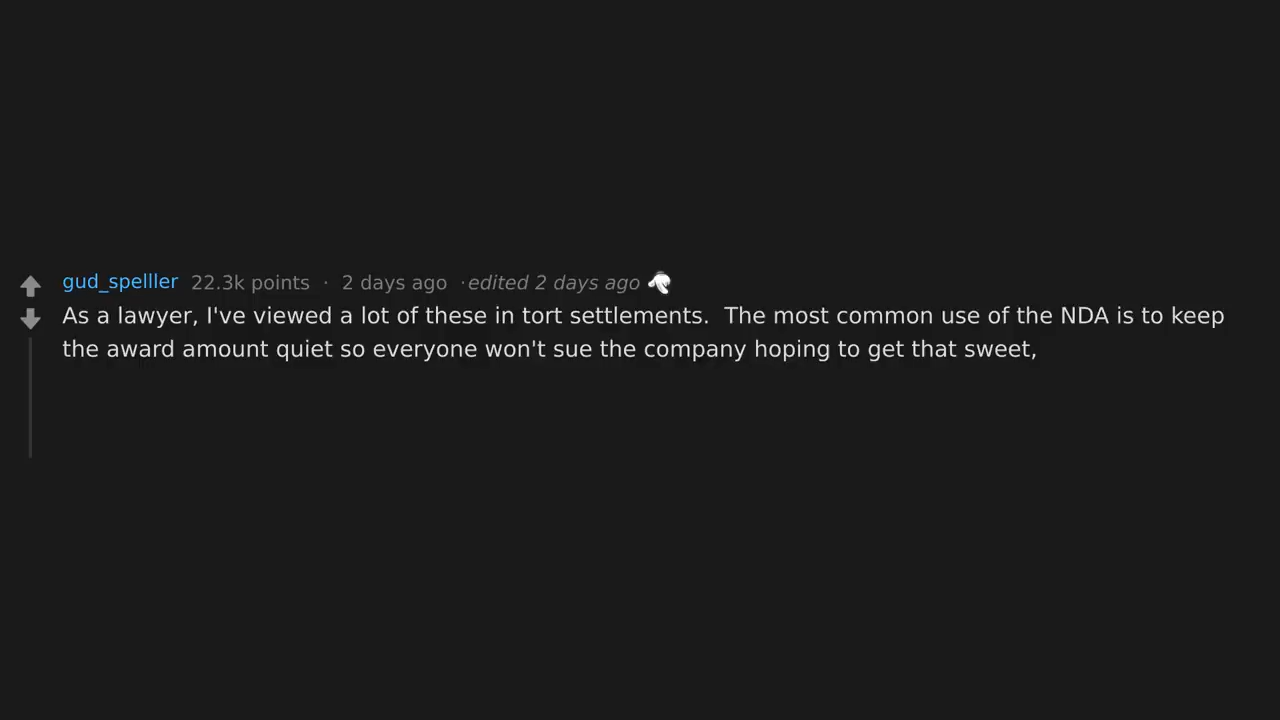 gud_spelller 22.3k points · 2 days ago ·edited 2 days ago
As a lawyer, I've viewed a lot of these in tort settlements.  The most common use of the NDA is to keep
the award amount quiet so everyone won't sue the company hoping to get that sweet,